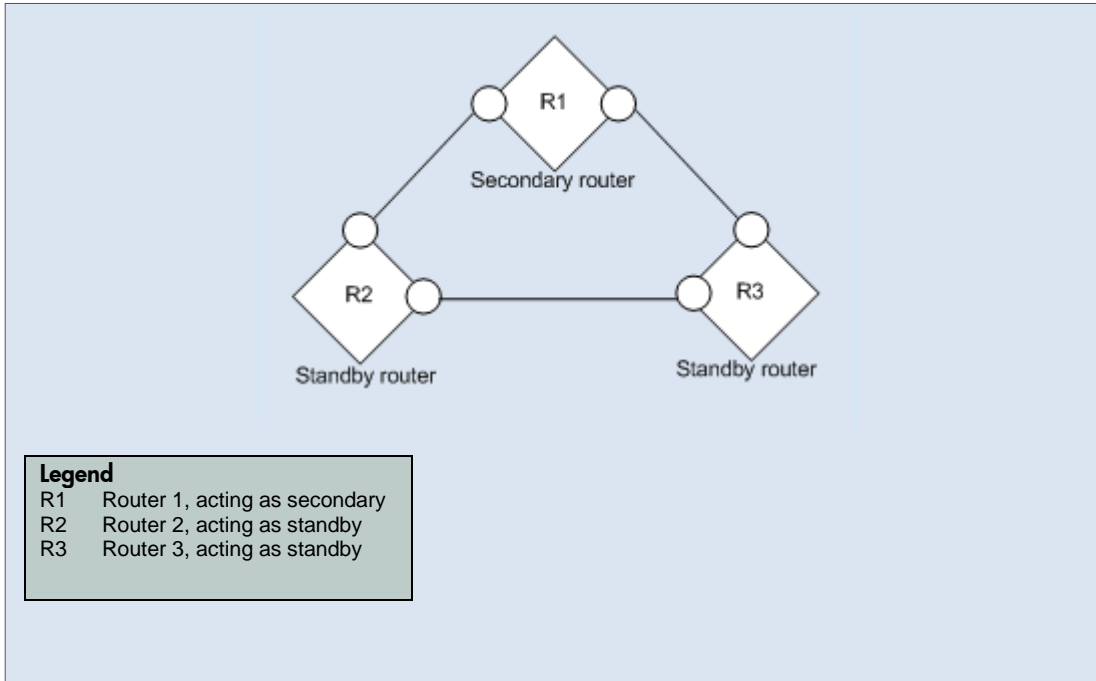 R1
Secondary router
R2
R3
Standby router
Standby router
Legend
R1 Router 1, acting as secondary
R2 Router 2, acting as standby
R3 Router 3, acting as standby